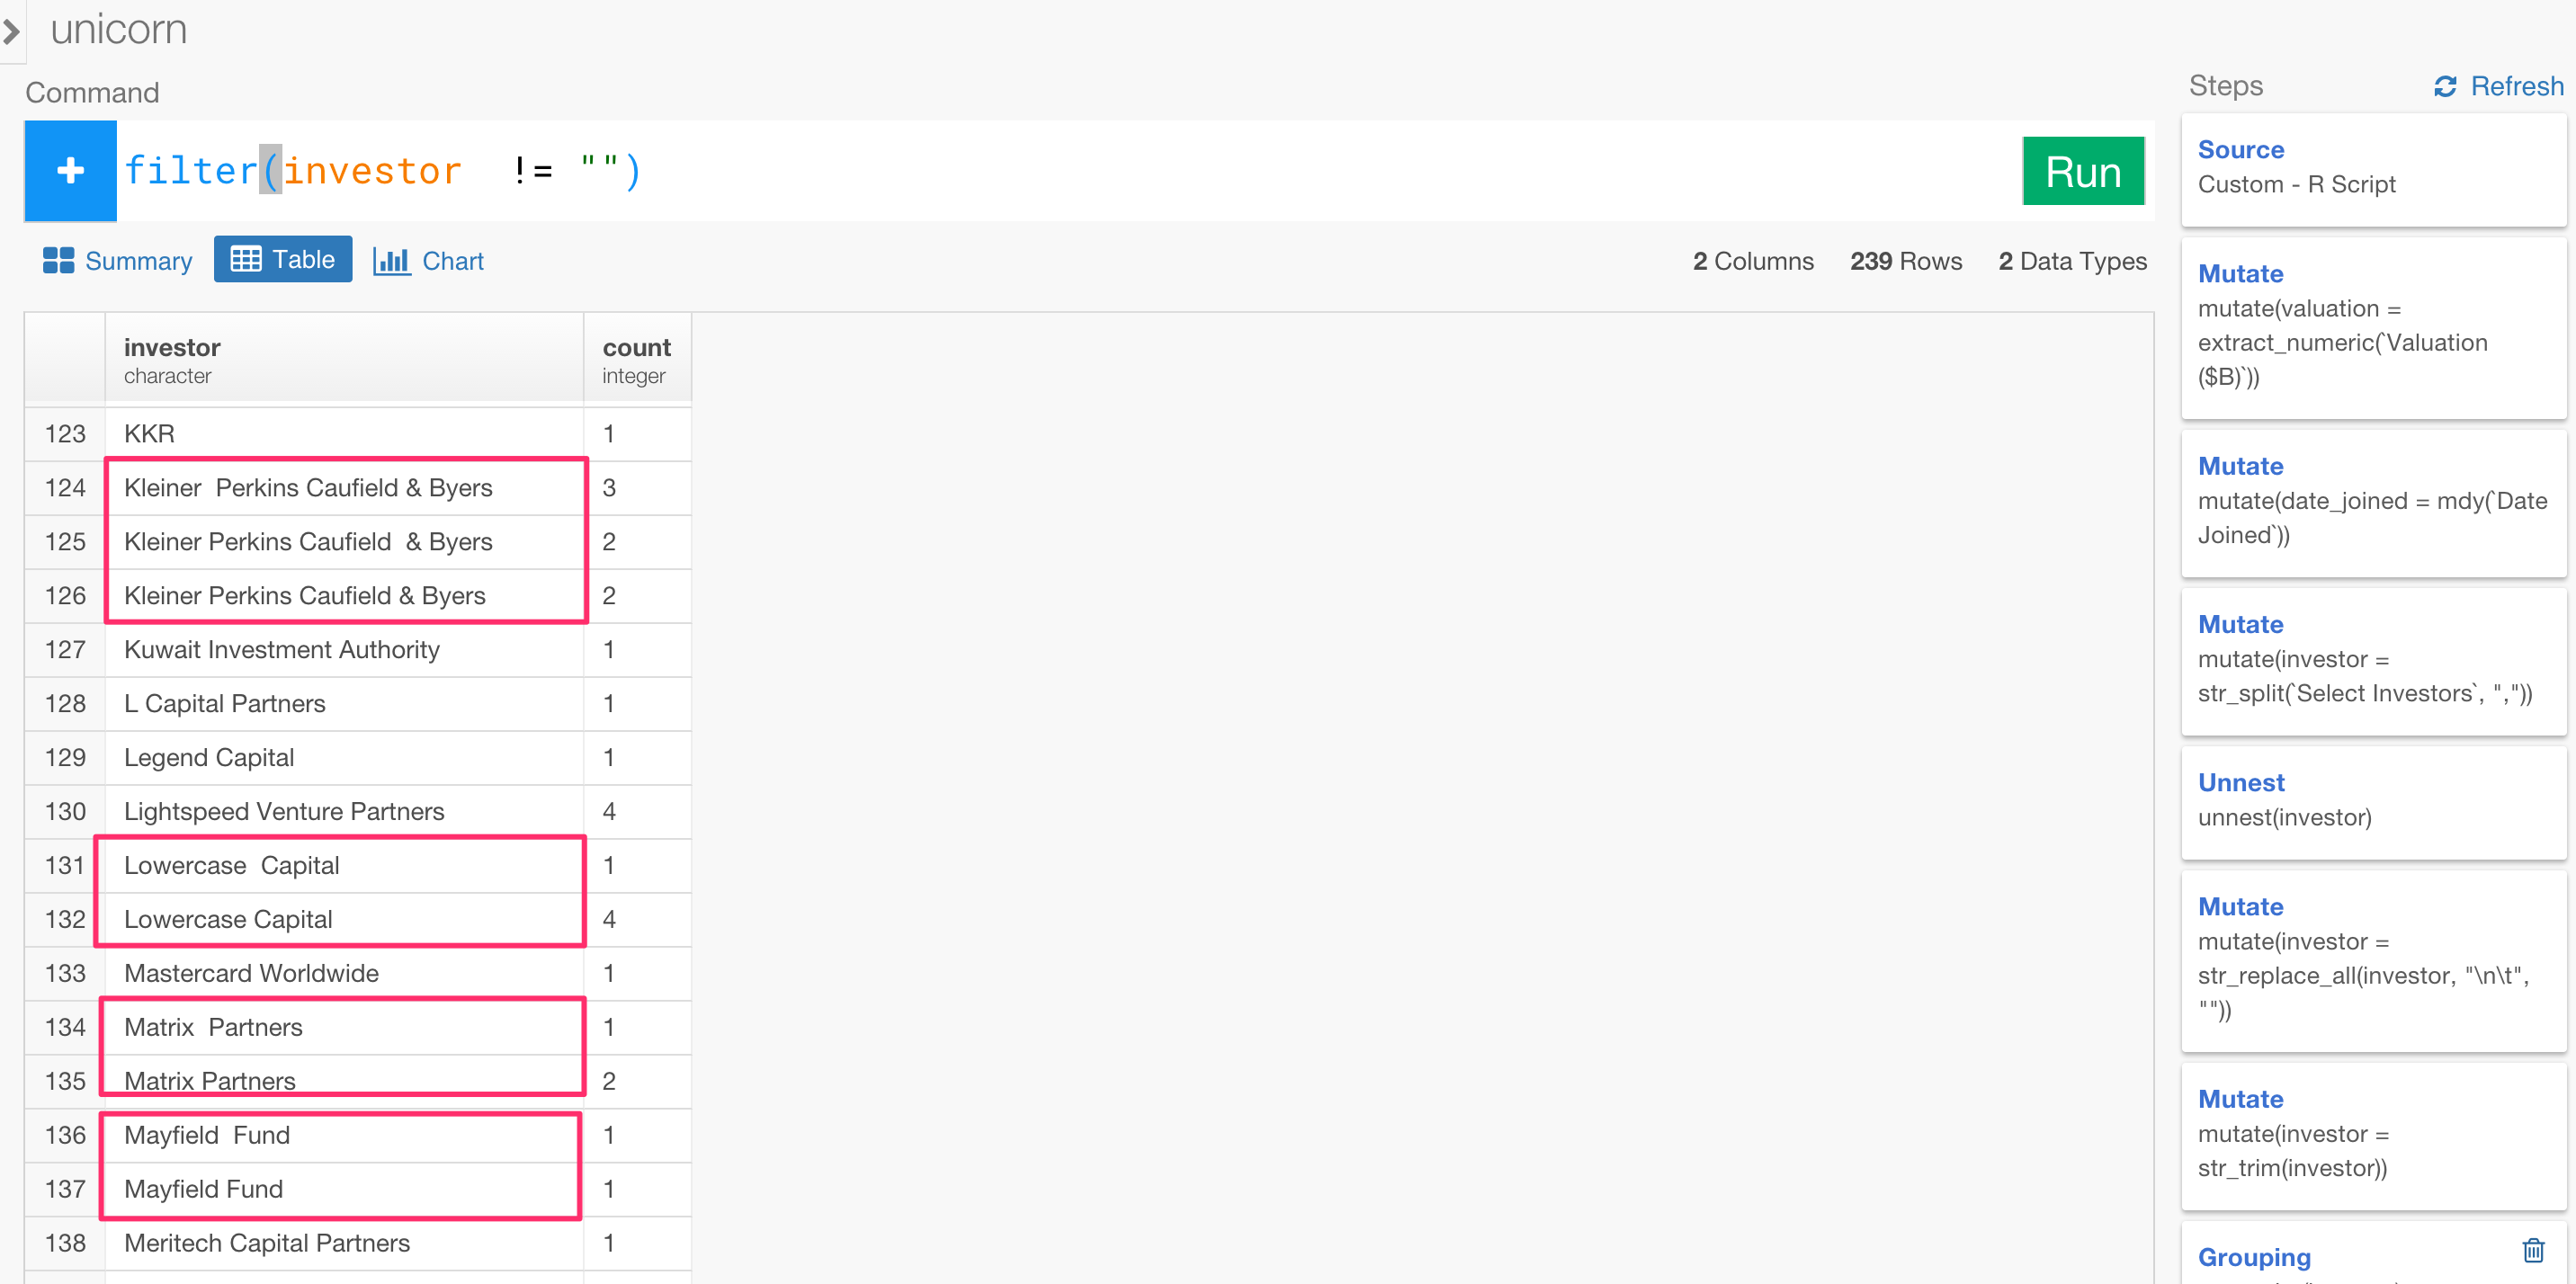 unicorn
Command
filter(investor  != "")
Run
Summary
Table
Chart
2 Columns
239 Rows
2 Data Types
investor
character
count
integer
123 KKR 1
124 Kleiner  Perkins Caufield & Byers 3
125 Kleiner Perkins Caufield  & Byers 2
126 Kleiner Perkins Caufield & Byers 2
127 Kuwait Investment Authority 1
128 L Capital Partners 1
129 Legend Capital 1
130 Lightspeed Venture Partners 4
131 Lowercase  Capital 1
132 Lowercase Capital 4
133 Mastercard Worldwide 1
134 Matrix  Partners 1
135 Matrix Partners 2
136 Mayfield  Fund 1
137 Mayfield Fund 1
138 Meritech Capital Partners 1
Steps
Refresh
Source
Custom - R Script
Mutate
mutate(valuation =
extract_numeric(`Valuation
($B)`))
Mutate
mutate(date_joined = mdy(`Date
Joined`))
Mutate
mutate(investor =
str_split(`Select Investors`, ","))
Unnest
unnest(investor)
Mutate
mutate(investor =
str_replace_all(investor, "\n\t",
""))
Mutate
mutate(investor =
str_trim(investor))
Grouping